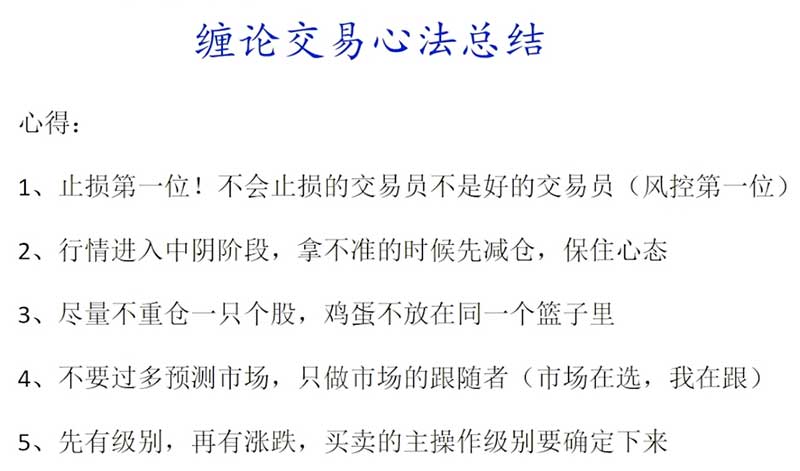 缠论交易心法总结
心得：
1、止损第一位！不会止损的交易员不是好的交易员（风控第一位）
2、行情进入中阴阶段，拿不准的时候先减仓，保住心态
3、尽量不重仓一只个股，鸡蛋不放在同一个篮子里
4、不要过多预测市场，只做市场的跟随者（市场在选，我在跟）
5、先有级别，再有涨跌，买卖的主操作级别要确定下来